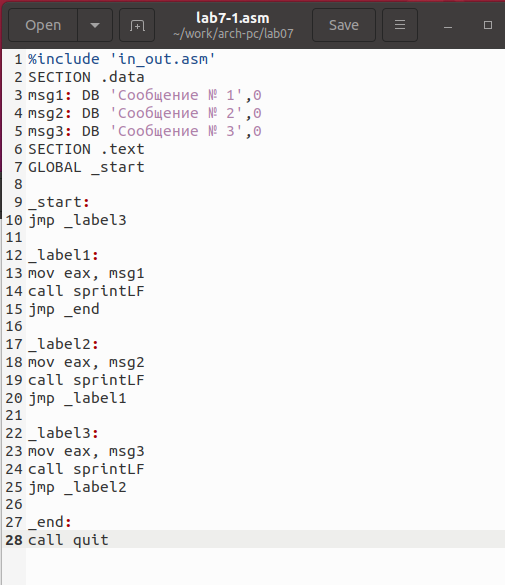 Open
lab7-1.asm
~/work/arch-pc/lab07
Save
1 %include 'in_out.asm'
2 SECTION .data
3 msg1: DB 'Сообщение № 1',0
4 msg2: DB 'Сообщение № 2',0
5 msg3: DB 'Сообщение № 3',0
6 SECTION .text
7 GLOBAL _start
8
9 _start:
10 jmp _label3
11
12 _label1:
13 mov eax, msg1
14 call sprintLF
15 jmp _end
16
17 _label2:
18 mov eax, msg2
19 call sprintLF
20 jmp _label1
21
22 _label3:
23 mov eax, msg3
24 call sprintLF
25 jmp _label2
26
27 _end:
28 call quit